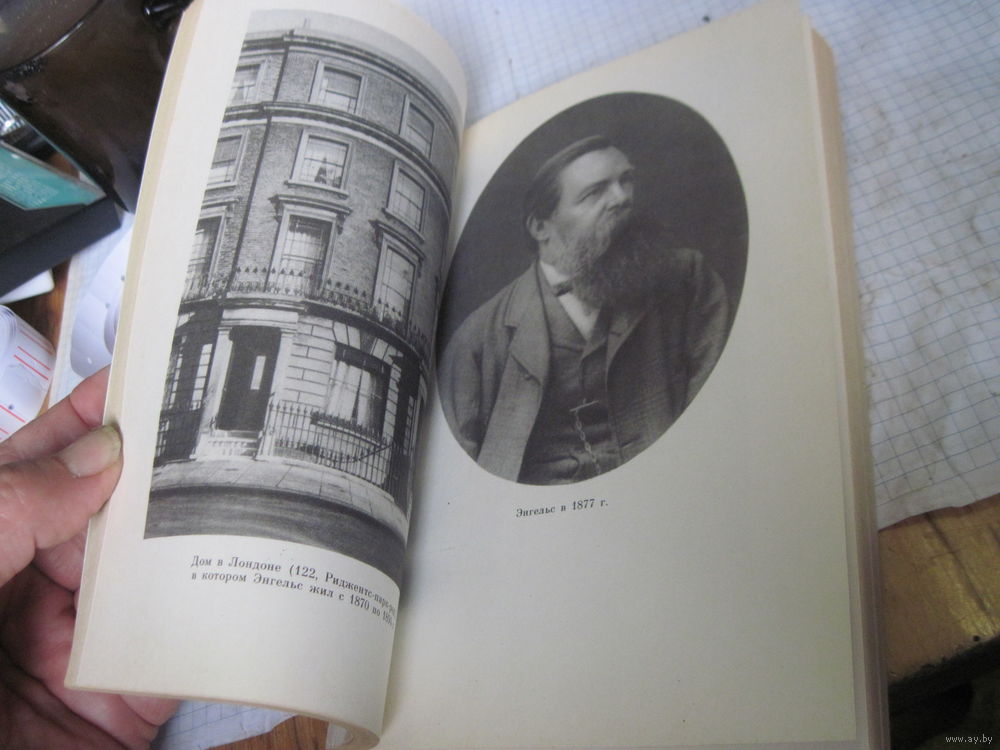 Дом в Лондоне (122, Риджентс-парк-
в котором Энгельс жил с 1870 по
Энгельс в 1877 г.
www.ay.by